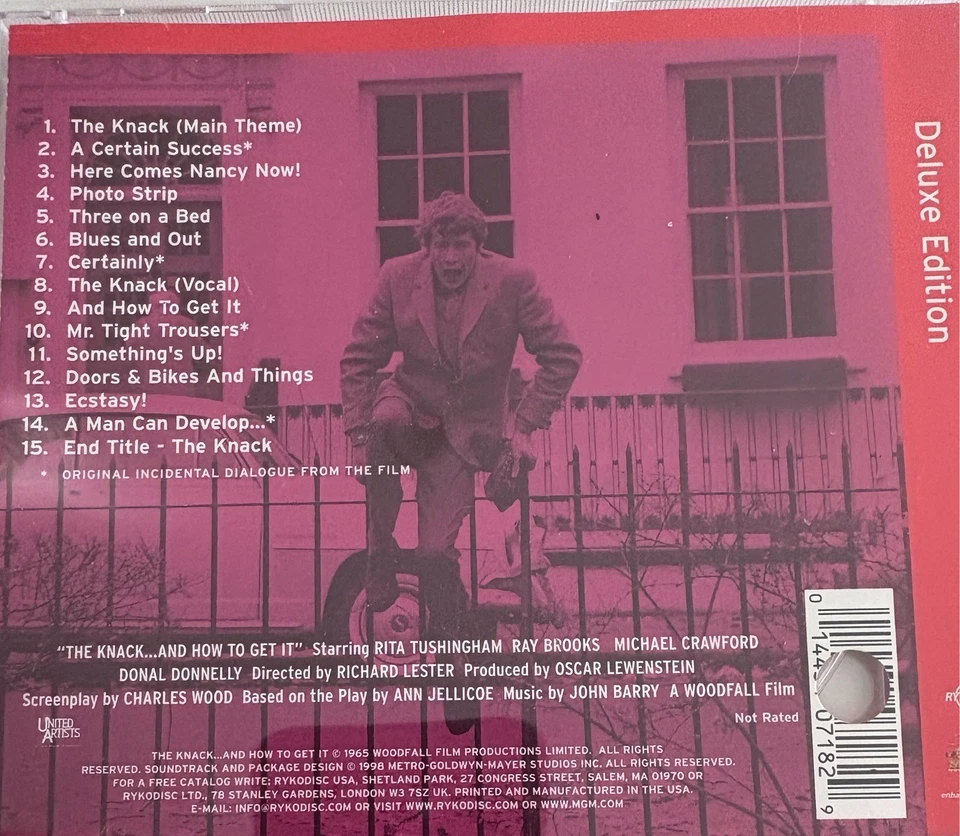 1. The Knack (Main Theme)
2. A Certain Success*
3. Here Comes Nancy Now!
4. Photo Strip
5. Three on a Bed
6. Blues and Out
7. Certainly*
8. The Knack (Vocal)
9. And How To Get It
10. Mr. Tight Trousers*
11. Something's Up!
12. Doors & Bikes And Things
13. Ecstasy!
14. A Man Can Develop...*
15. End Title - The Knack
* ORIGINAL INCIDENTAL DIALOGUE FROM THE FILM
Deluxe Edition
"THE KNACK...AND HOW TO GET IT" Starring RITA TUSHINGHAM RAY BROOKS MICHAEL CRAWFORD
DONAL DONNELLY Directed by RICHARD LESTER Produced by OSCAR LEWENSTEIN
Screenplay by CHARLES WOOD Based on the Play by ANN JELLICOE Music by JOHN BARRY A WOODFALL Film
Not Rated
UNITED
ARTISTS
THE KNACK...AND HOW TO GET IT © 1965 WOODFALL FILM PRODUCTIONS LIMITED. ALL RIGHTS
RESERVED. SOUNDTRACK AND PACKAGE DESIGN © 1998 METRO-GOLDWYN-MAYER STUDIOS INC. ALL RIGHTS RESERVED.
FOR A FREE CATALOG WRITE: RYKODISC USA, SHETLAND PARK, 27 CONGRESS STREET, SALEM, MA 01970 OR
RYKODISC LTD., 78 STANLEY GARDENS, LONDON W3 7SZ UK. PRINTED AND MANUFACTURED IN THE USA.
E-MAIL: INFO@RYKODISC.COM OR VISIT WWW.RYKODISC.COM OR WWW.MGM.COM
0 1443 07182 9
RY
enha